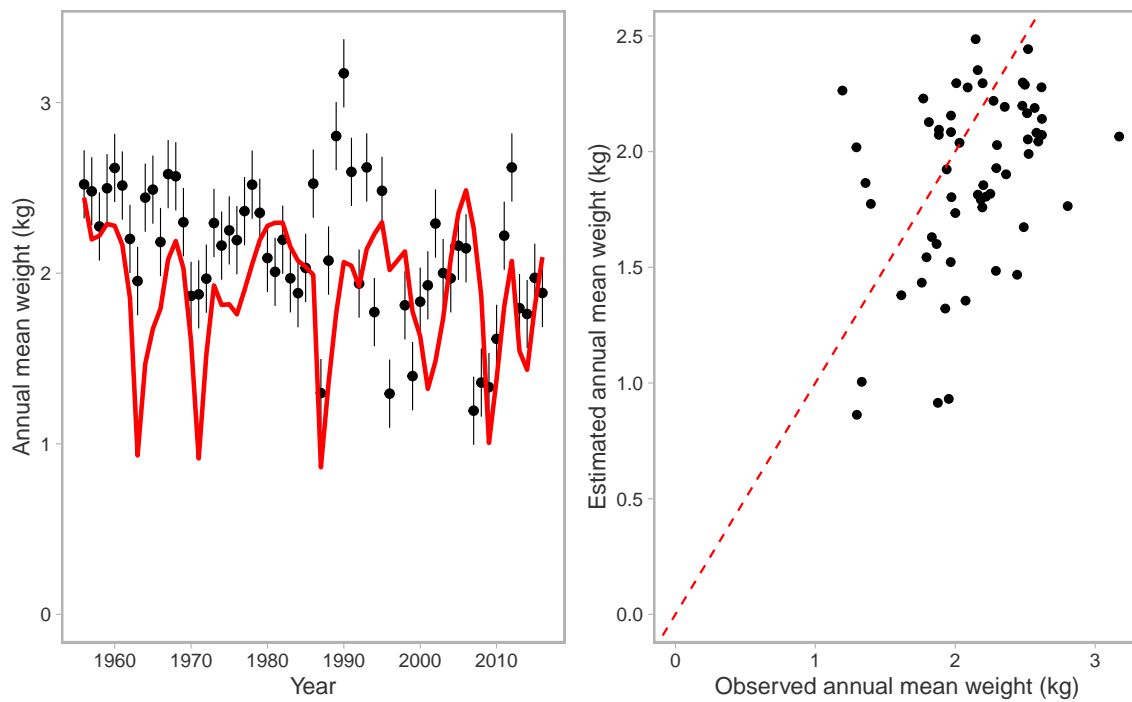 Annual mean weight (kg)
3
2
1
0
1960 1970 1980 1990 2000 2010
Year
Estimated annual mean weight (kg)
2.5
2.0
1.5
1.0
0.5
0.0
0 1 2 3
Observed annual mean weight (kg)